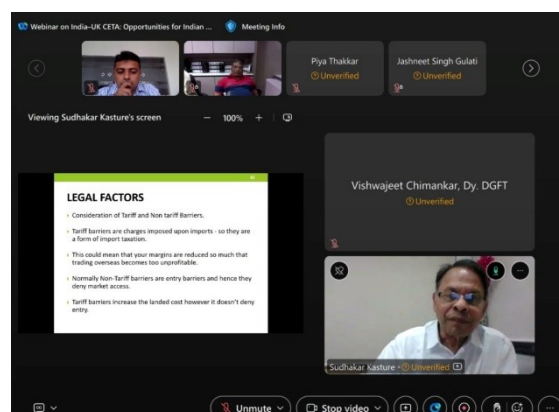 Webinar on India–UK CETA: Opportunities for Indian ...
Meeting Info
Piya Thakkar
Unverified
Jashneet Singh Gulati
Unverified
Viewing Sudhakar Kasture's screen
100%
LEGAL FACTORS
Consideration of Tariff and Non tariff Barriers.
Tariff barriers are charges imposed upon imports - so they are
a form of import taxation.
This could mean that your margins are reduced so much that
trading overseas becomes too unprofitable.
Normally Non-Tariff barriers are entry barriers and hence they
deny market access.
Tariff barriers increase the landed cost however it doesn't deny
entry.
Vishwajeet Chimankar, Dy. DGFT
Unverified
Sudhakar Kasture • Unverified
Unmute
Stop video